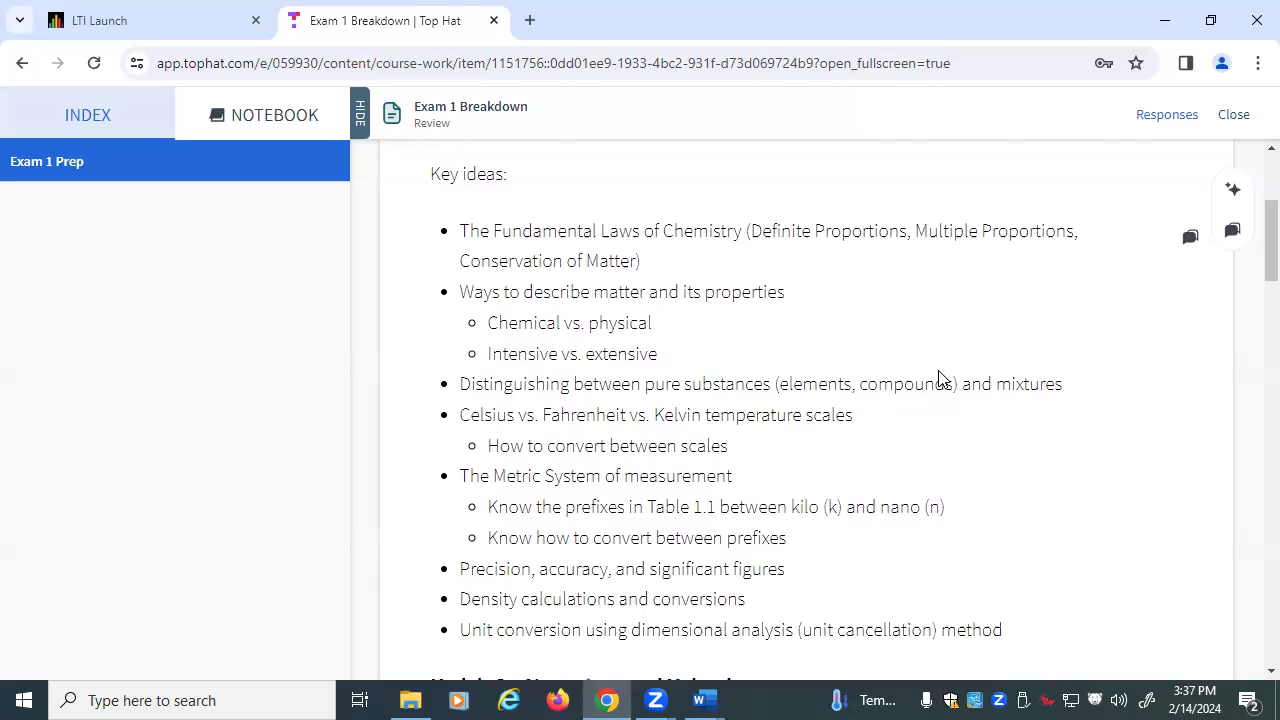 LTI Launch
Exam 1 Breakdown | Top Hat
app.tophat.com/e/059930/content/course-work/item/1151756::0dd01ee9-1933-4bc2-931f-d73d069724b9?open_fullscreen=true
INDEX
NOTEBOOK
HIDE
Exam 1 Breakdown
Review
Responses
Close
Exam 1 Prep
Key ideas:
• The Fundamental Laws of Chemistry (Definite Proportions, Multiple Proportions,
Conservation of Matter)
• Ways to describe matter and its properties
○ Chemical vs. physical
○ Intensive vs. extensive
• Distinguishing between pure substances (elements, compounds) and mixtures
• Celsius vs. Fahrenheit vs. Kelvin temperature scales
○ How to convert between scales
• The Metric System of measurement
○ Know the prefixes in Table 1.1 between kilo (k) and nano (n)
○ Know how to convert between prefixes
• Precision, accuracy, and significant figures
• Density calculations and conversions
• Unit conversion using dimensional analysis (unit cancellation) method
Type here to search
Tem...
3:37 PM
2/14/2024
2